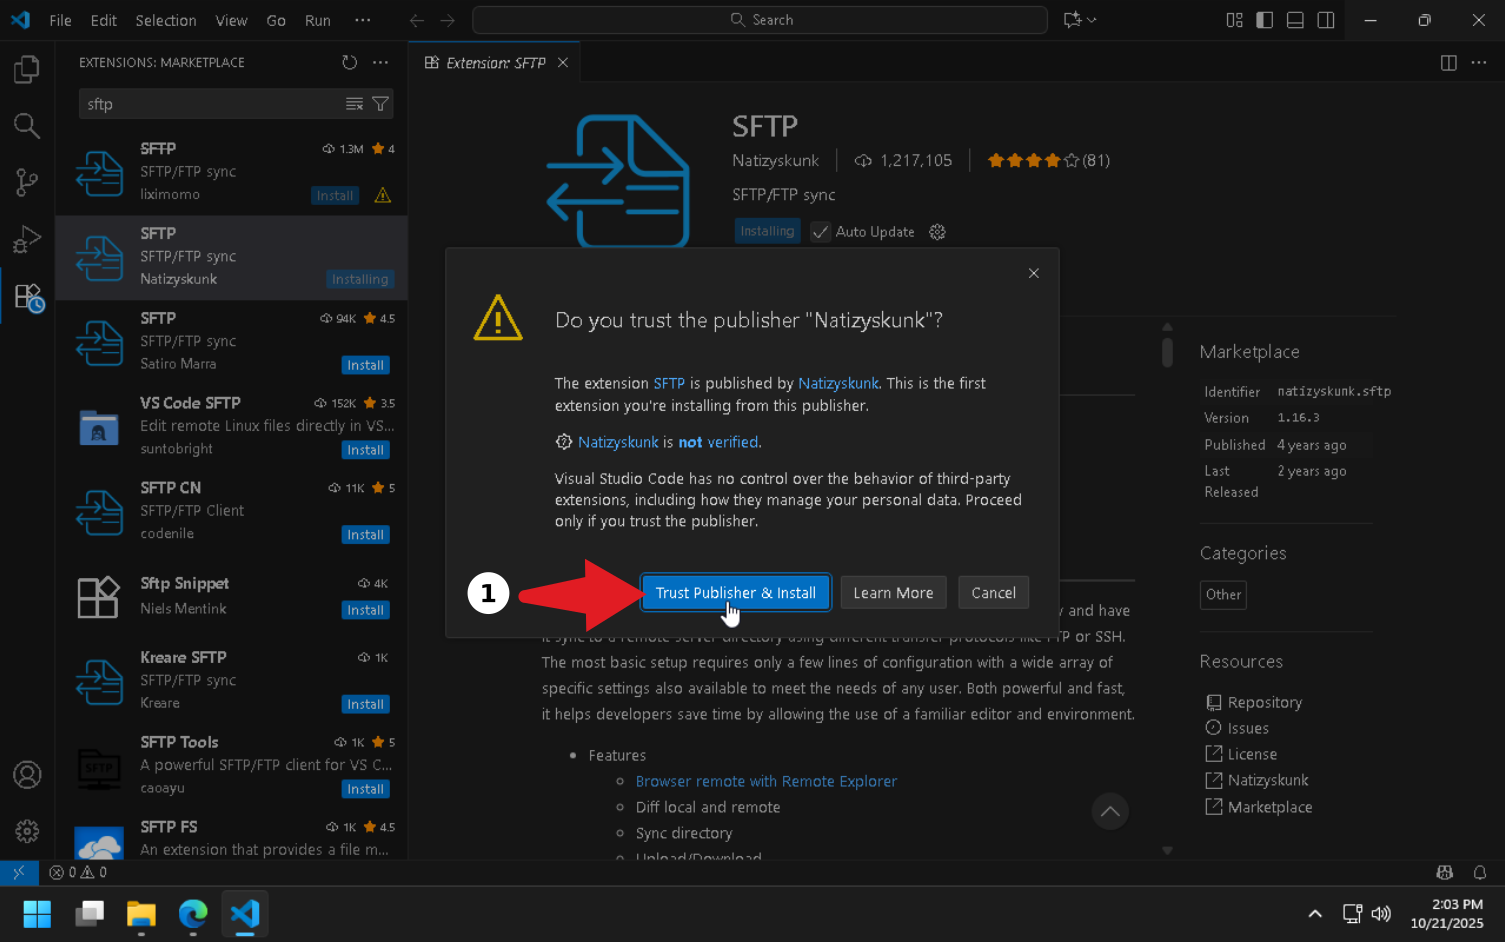 File Edit Selection View Go Run ···
Search
EXTENSIONS: MARKETPLACE
Extension: SFTP
sftp
SFTP 1.3M 4
SFTP/FTP sync
liximomo Install
SFTP
SFTP/FTP sync
Natizyskunk Installing
SFTP 94K 4.5
SFTP/FTP sync
Satiro Marra Install
VS Code SFTP 152K 3.5
Edit remote Linux files directly in VS...
suntobright Install
SFTP CN 11K 5
SFTP/FTP Client
codenile Install
Sftp Snippet 4K
Niels Mentink Install
Kreare SFTP 1K
SFTP/FTP sync
Kreare Install
SFTP Tools 1K 5
SFTP
A powerful SFTP/FTP client for VS C...
caoayu Install
SFTP FS 1K 4.5
An extension that provides a file m...
SFTP
Natizyskunk 1,217,105 (81)
SFTP/FTP sync
Installing Auto Update
Do you trust the publisher "Natizyskunk"?
The extension SFTP is published by Natizyskunk. This is the first
extension you're installing from this publisher.
Natizyskunk is not verified.
Visual Studio Code has no control over the behavior of third-party
extensions, including how they manage your personal data. Proceed
only if you trust the publisher.
1
Trust Publisher & Install Learn More Cancel
y and have
it sync to a remote server directory using different transfer protocols like FTP or SSH.
The most basic setup requires only a few lines of configuration with a wide array of
specific settings also available to meet the needs of any user. Both powerful and fast,
it helps developers save time by allowing the use of a familiar editor and environment.
Features
Browser remote with Remote Explorer
Diff local and remote
Sync directory
Upload/Download
Marketplace
Identifier natizyskunk.sftp
Version 1.16.3
Published 4 years ago
Last Released 2 years ago
Categories
Other
Resources
Repository
Issues
License
Natizyskunk
Marketplace
0 0
2:03 PM
10/21/2025